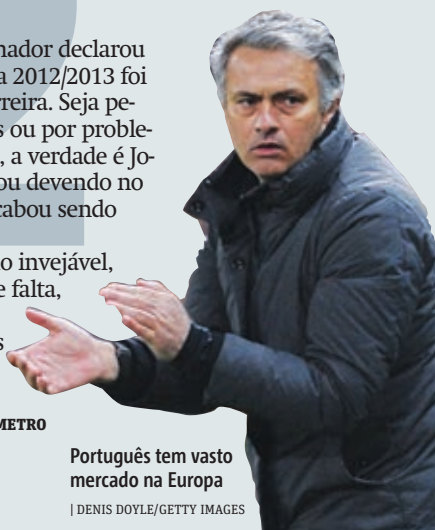 nador declarou
a 2012/2013 foi
rreira. Seja pe-
s ou por proble-
, a verdade é Jo-
ou devendo no
cabou sendo
o invejável,
e falta,
s
METRO
Português tem vasto
mercado na Europa
| DENIS DOYLE/GETTY IMAGES